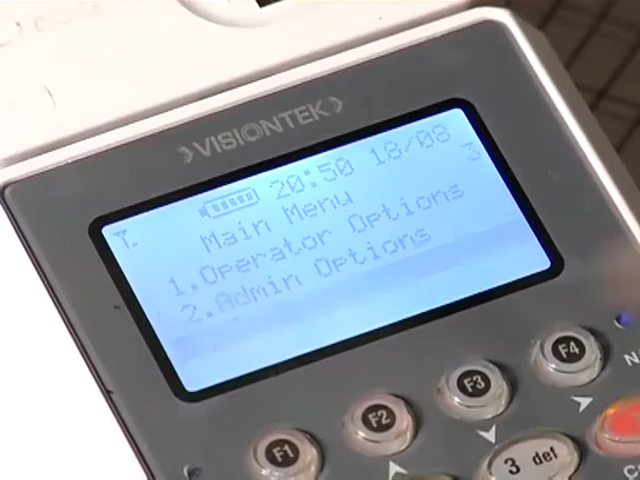 VISIONTEK
20:50 18/08
Main Menu 3
1.Operator Options
2.Admin Options
F1 F2 F3 F4
3 def